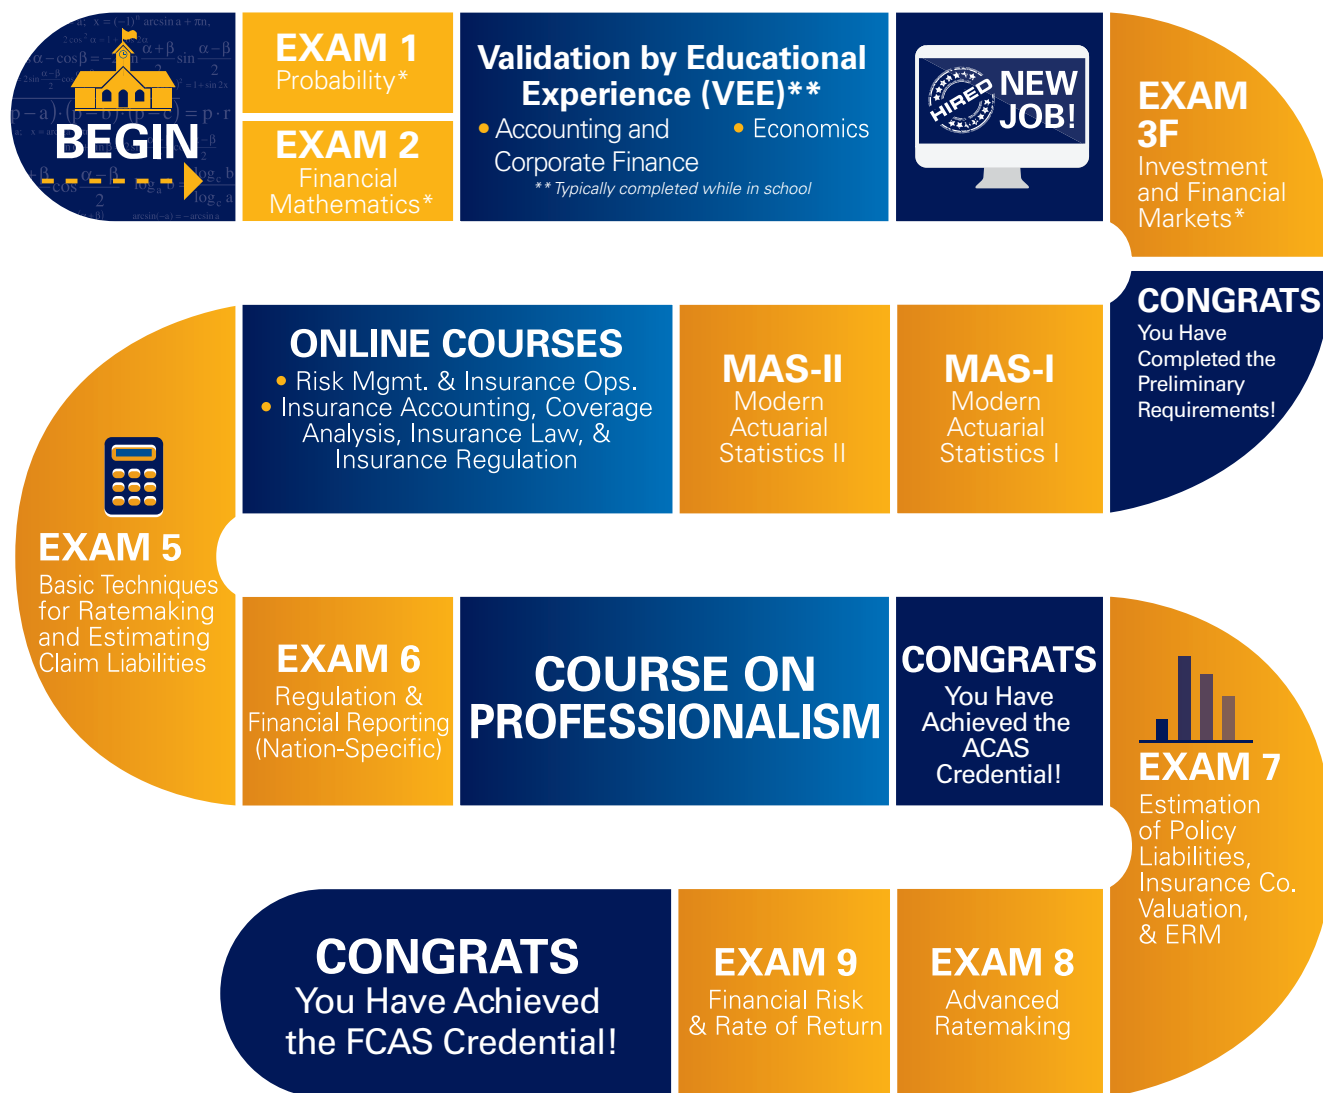 BEGIN
EXAM 1
Probability*
EXAM 2
Financial
Mathematics*
Validation by Educational
Experience (VEE)**
• Accounting and
Corporate Finance
• Economics
** Typically completed while in school
HIRED
NEW
JOB!
EXAM
3F
Investment
and Financial
Markets*
CONGRATS
You Have
Completed the
Preliminary
Requirements!
MAS-I
Modern
Actuarial
Statistics I
MAS-II
Modern
Actuarial
Statistics II
ONLINE COURSES
• Risk Mgmt. & Insurance Ops.
• Insurance Accounting, Coverage
Analysis, Insurance Law, &
Insurance Regulation
EXAM 5
Basic Techniques
for Ratemaking
and Estimating
Claim Liabilities
EXAM 6
Regulation &
Financial Reporting
(Nation-Specific)
COURSE ON
PROFESSIONALISM
CONGRATS
You Have
Achieved the
ACAS
Credential!
EXAM 7
Estimation
of Policy
Liabilities,
Insurance Co.
Valuation,
& ERM
EXAM 8
Advanced
Ratemaking
EXAM 9
Financial Risk
& Rate of Return
CONGRATS
You Have Achieved
the FCAS Credential!